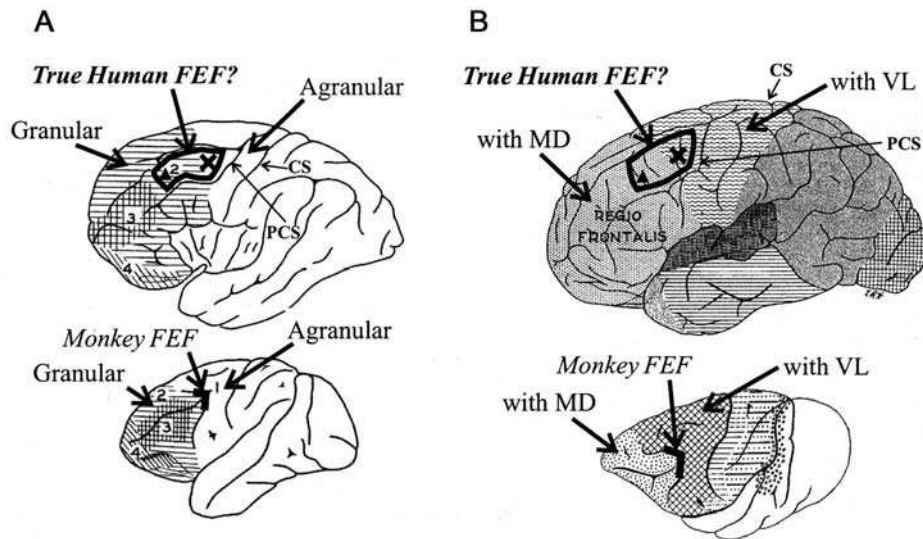 A
True Human FEF?
Agranular
Granular
2
CS
3
PCS
4
Monkey FEF
Agranular
Granular
2
1
3
4
B
True Human FEF?
CS
with VL
with MD
PCS
REGIO
FRONTALIS
Monkey FEF
with VL
with MD